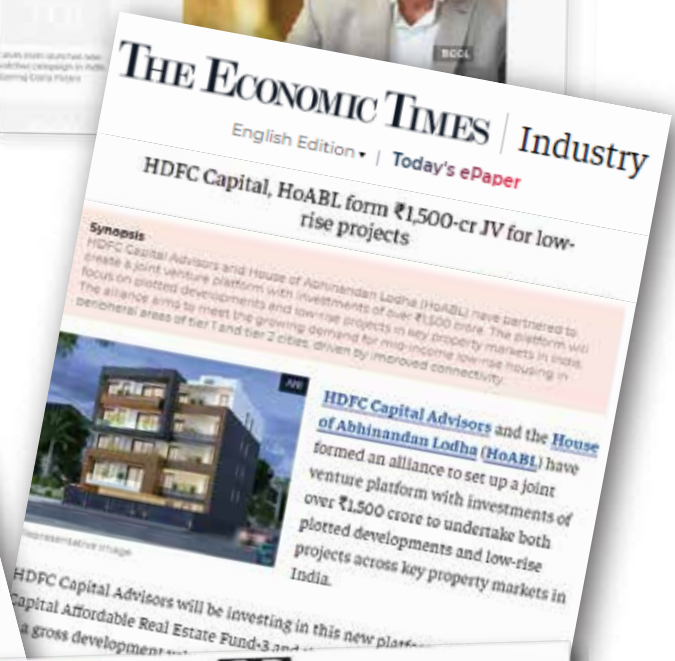 BCCL
THE ECONOMIC TIMES | Industry
English Edition ▾ | Today's ePaper
HDFC Capital, HoABL form ₹1,500-cr JV for low-
rise projects
Synopsis
HDFC Capital Advisors and House of Abhinandan Lodha (HoABL) have partnered to
create a joint venture platform with investments of over ₹1,500 crore. The platform will
focus on plotted developments and low-rise projects in key property markets in India.
The alliance aims to meet the growing demand for mid-income low-rise housing in
peripheral areas of tier 1 and tier 2 cities, driven by improved connectivity.
ANI
HDFC Capital Advisors and the House
of Abhinandan Lodha (HoABL) have
formed an alliance to set up a joint
venture platform with investments of
over ₹1,500 crore to undertake both
plotted developments and low-rise
projects across key property markets in
India.
Representative image
HDFC Capital Advisors will be investing in this new
Capital Affordable Real Estate Fund-3 and
a gross development